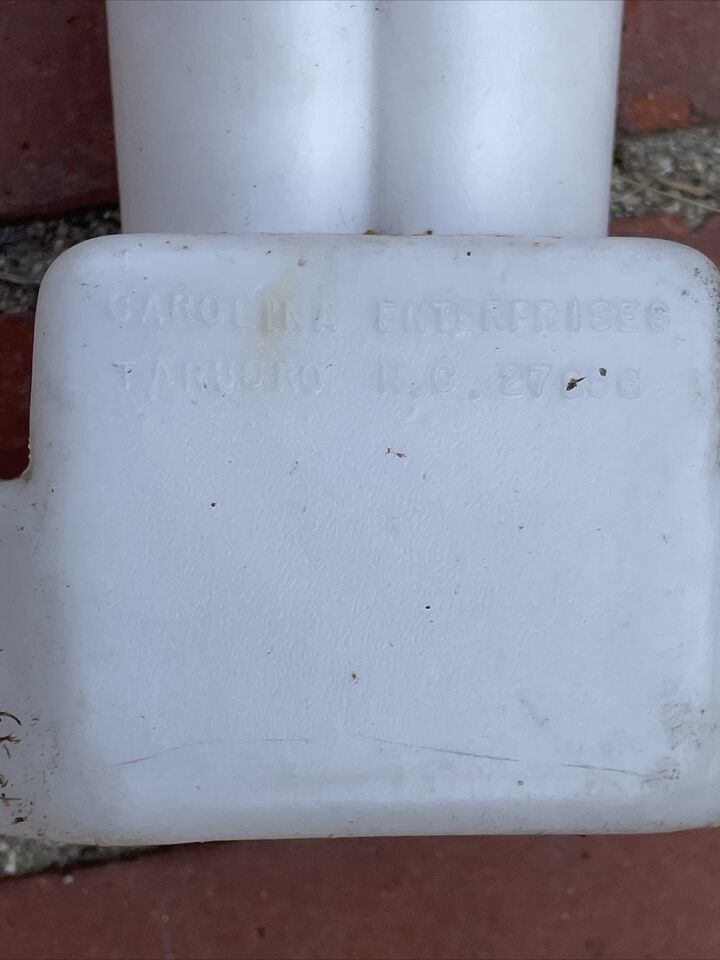 CAROLINA ENTERPRISES
TARBORO N.C. 27886